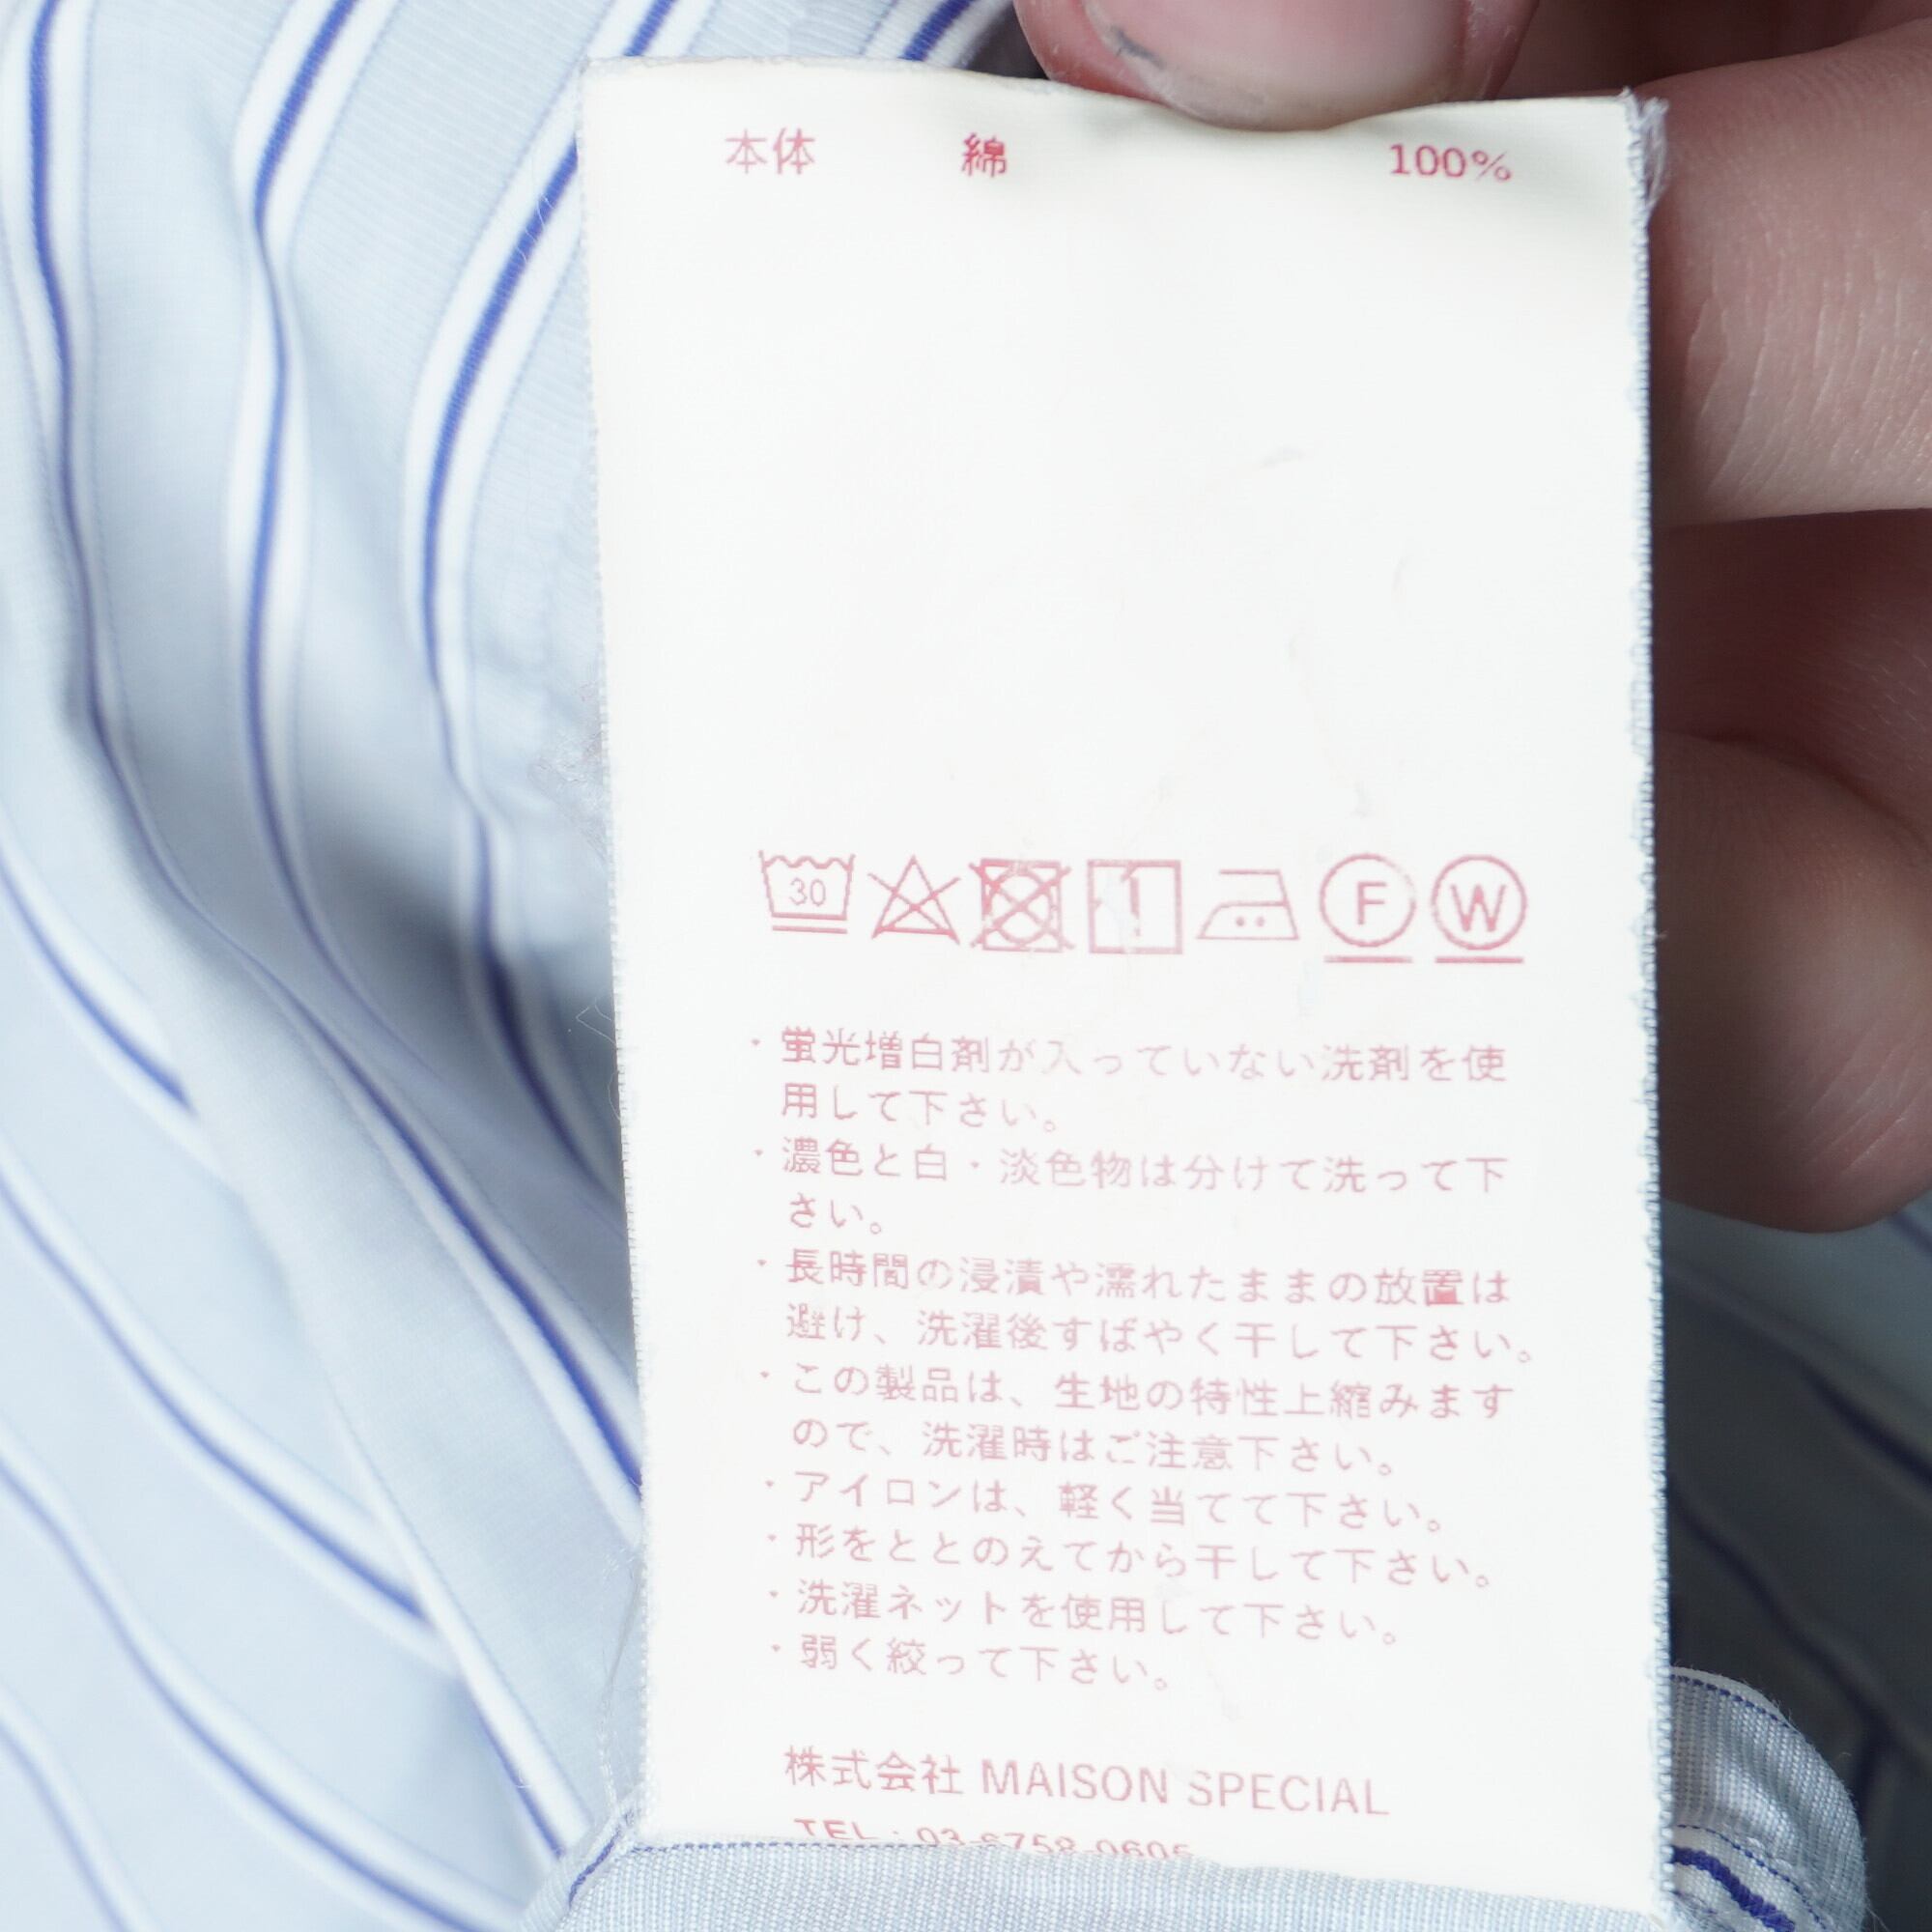 本体 綿 100%
30 F W
・蛍光増白剤が入っていない洗剤を使
用して下さい。
・濃色と白・淡色物は分けて洗って下
さい。
・長時間の浸漬や濡れたままの放置は
避け、洗濯後すばやく干して下さい。
・この製品は、生地の特性上縮みます
ので、洗濯時はご注意下さい。
・アイロンは、軽く当てて下さい。
・形をととのえてから干して下さい。
・洗濯ネットを使用して下さい。
・弱く絞って下さい。
株式会社 MAISON SPECIAL
TEL : 03-6758-0605